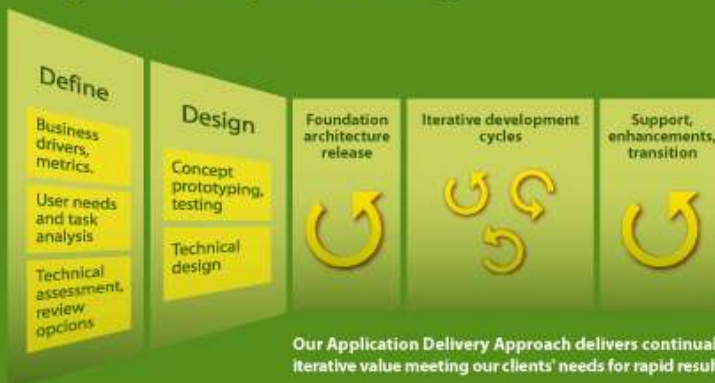 Define
Business
drivers,
metrics.
User needs
and task
analysis
Technical
assessment,
review
options
Design
Concept
prototyping,
testing
Technical
design
Foundation
architecture
release
Iterative development
cycles
Support,
enhancements,
transition
Our Application Delivery Approach delivers continual
iterative value meeting our clients' needs for rapid resul